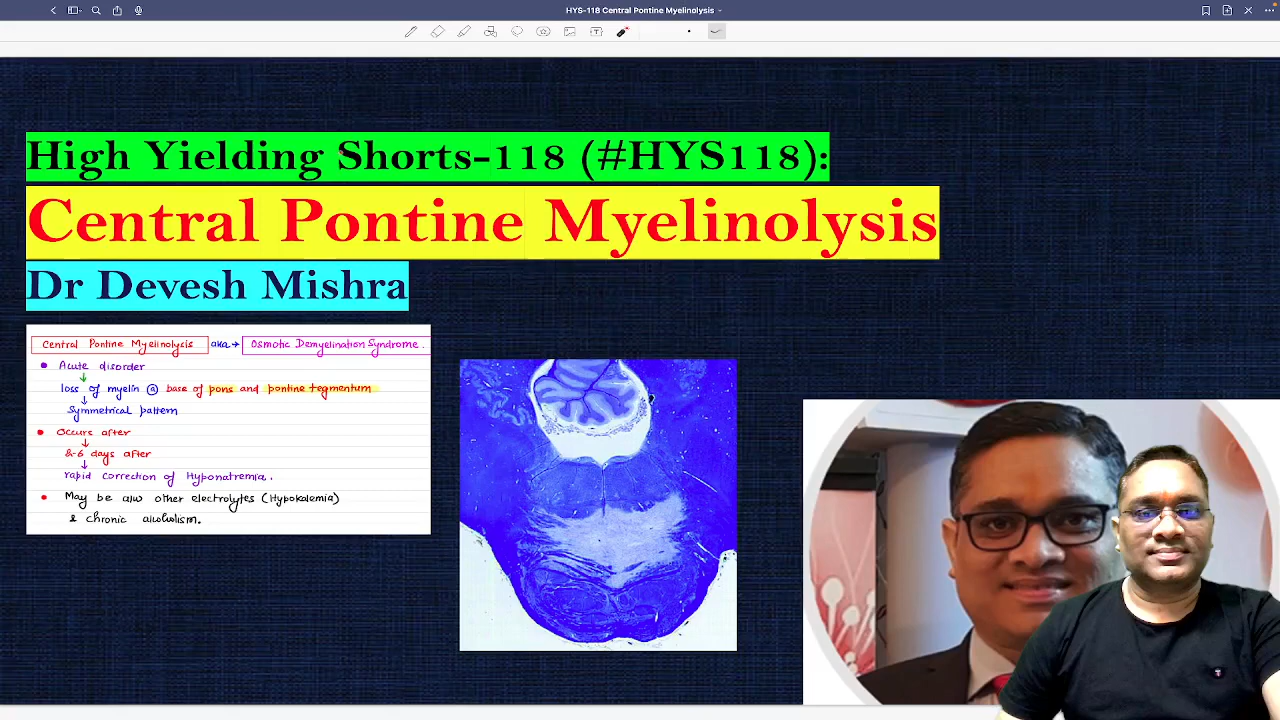 HYS-118 Central Pontine Myelinolysis
High Yielding Shorts-118 (#HYS118):
Central Pontine Myelinolysis
Dr Devesh Mishra
Central Pontine Myelinolysis aka→ Osmotic Demyelination Syndrome.
Acute disorder
↓
loss of myelin @ base of pons and pontine tegmentum
↓
Symmetrical pattern
Occurs after
↓
2-6 days after
↓
rapid correction of Hyponatremia.
May be a/w other electrolytes (Hypokalemia)
& chronic alcoholism.